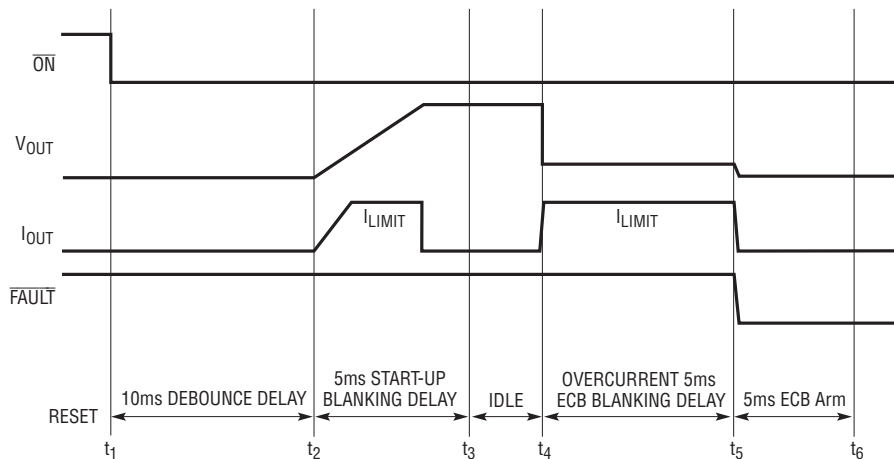 ON
VOUT
ILIMIT
ILIMIT
IOUT
FAULT
5ms START-UP
BLANKING DELAY
OVERCURRENT 5ms
ECB BLANKING DELAY
10ms DEBOUNCE DELAY
IDLE
5ms ECB Arm
RESET
t1
t2
t3
t4
t5
t6